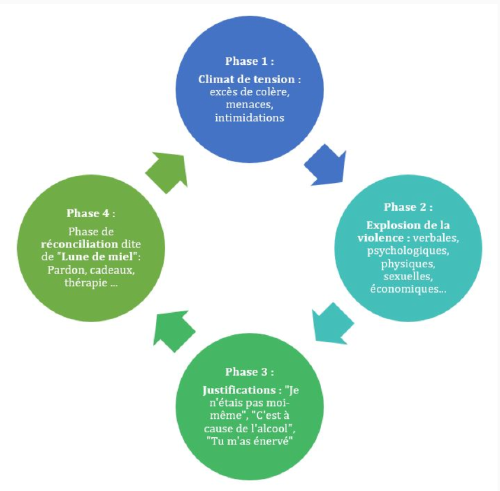 Phase 1 :
Climat de tension :
excès de colère,
menaces,
intimidations
Phase 2 :
Explosion de la
violence : verbales,
psychologiques,
physiques,
sexuelles,
économiques...
Phase 3 :
Justifications : "Je
n'étais pas moi-
même", "C'est à
cause de l'alcool",
"Tu m'as énervé"
Phase 4 :
Phase de
réconciliation dite
de "Lune de miel":
Pardon, cadeaux,
thérapie ...